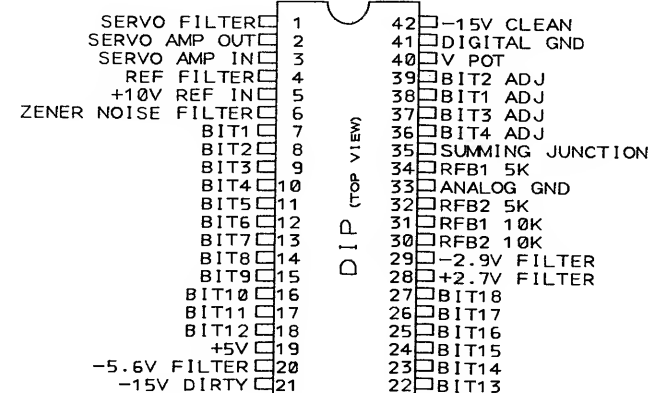 SERVO FILTER 1 42 -15V CLEAN
SERVO AMP OUT 2 41 DIGITAL GND
SERVO AMP IN 3 40 V POT
REF FILTER 4 39 BIT2 ADJ
+10V REF IN 5 38 BIT1 ADJ
ZENER NOISE FILTER 6 37 BIT3 ADJ
BIT1 7 36 BIT4 ADJ
BIT2 8 35 SUMMING JUNCTION
BIT3 9 34 RFB1 5K
BIT4 10 33 ANALOG GND
BIT5 11 32 RFB2 5K
BIT6 12 31 RFB1 10K
BIT7 13 30 RFB2 10K
BIT8 14 29 -2.9V FILTER
BIT9 15 28 +2.7V FILTER
BIT10 16 27 BIT18
BIT11 17 26 BIT17
BIT12 18 25 BIT16
+5V 19 24 BIT15
-5.6V FILTER 20 23 BIT14
-15V DIRTY 21 22 BIT13
DIP (TOP VIEW)